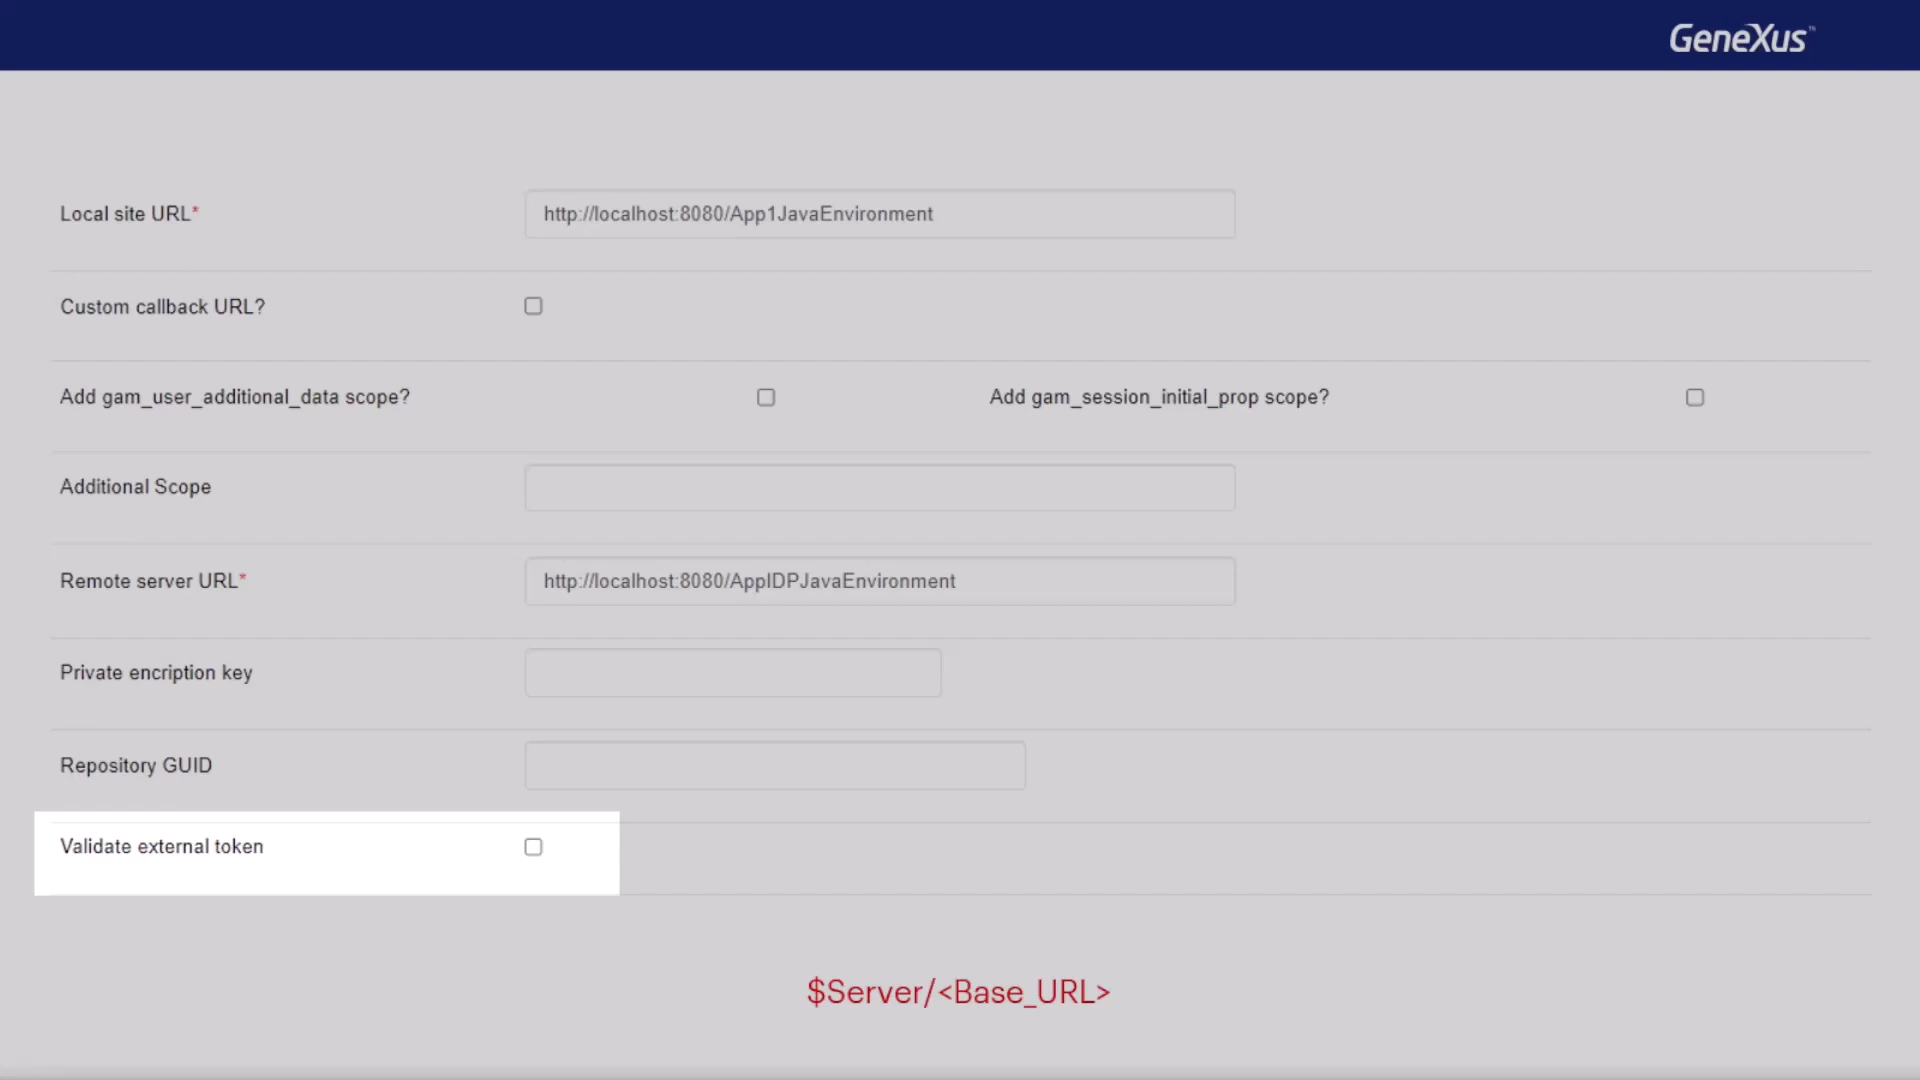 GeneXus™
Local site URL*
http://localhost:8080/App1JavaEnvironment
Custom callback URL?
Add gam_user_additional_data scope?
Add gam_session_initial_prop scope?
Additional Scope
Remote server URL*
http://localhost:8080/AppIDPJavaEnvironment
Private encription key
Repository GUID
Validate external token
$Server/<Base_URL>